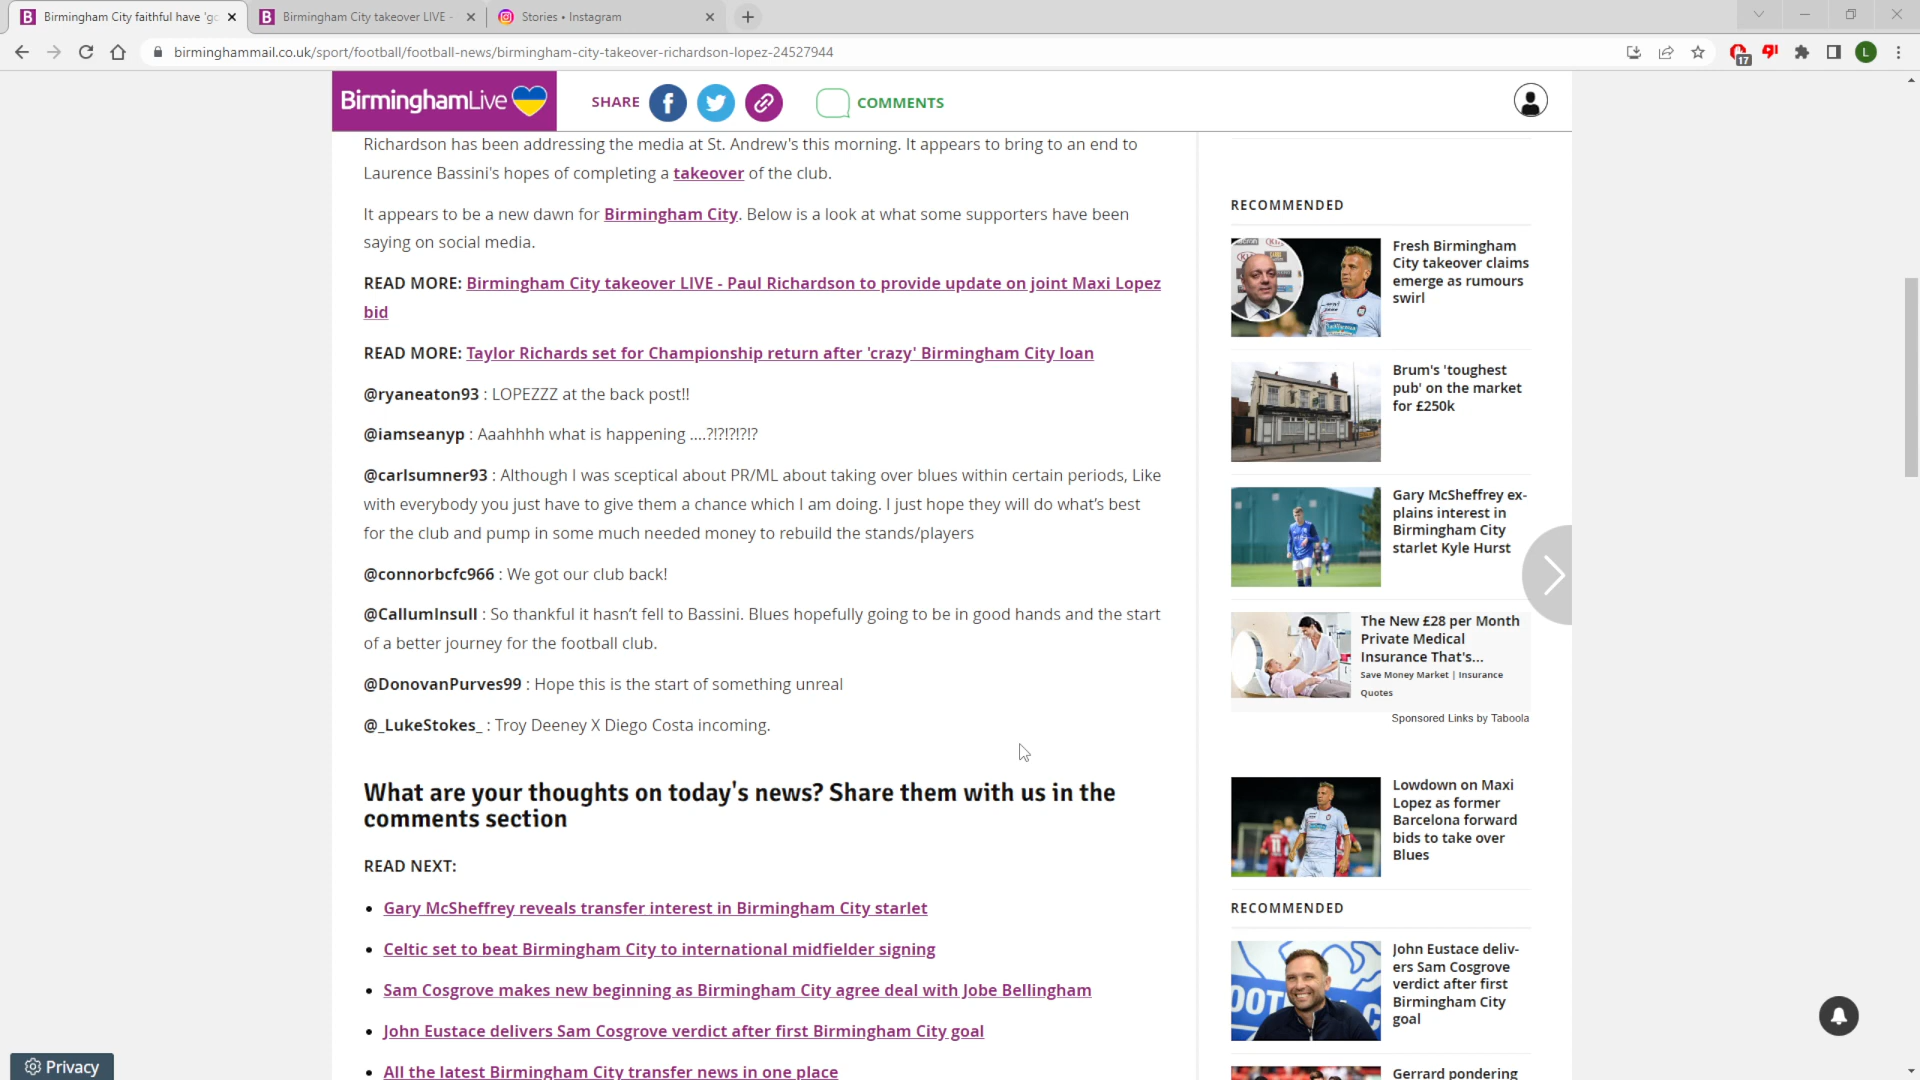 Birmingham City faithful have 'go
Birmingham City takeover LIVE -
Stories • Instagram
birminghammail.co.uk/sport/football/football-news/birmingham-city-takeover-richardson-lopez-24527944
17
L
BirminghamLive
SHARE
COMMENTS
Richardson has been addressing the media at St. Andrew's this morning. It appears to bring to an end to
Laurence Bassini's hopes of completing a takeover of the club.
It appears to be a new dawn for Birmingham City. Below is a look at what some supporters have been
saying on social media.
READ MORE: Birmingham City takeover LIVE - Paul Richardson to provide update on joint Maxi Lopez
bid
READ MORE: Taylor Richards set for Championship return after 'crazy' Birmingham City loan
@ryaneaton93 : LOPEZZZ at the back post!!
@iamseanyp : Aaahhhh what is happening ....?!?!?!?!?
@carlsumner93 : Although I was sceptical about PR/ML about taking over blues within certain periods, Like
with everybody you just have to give them a chance which I am doing. I just hope they will do what's best
for the club and pump in some much needed money to rebuild the stands/players
@connorbcfc966 : We got our club back!
@CallumInsull : So thankful it hasn't fell to Bassini. Blues hopefully going to be in good hands and the start
of a better journey for the football club.
@DonovanPurves99 : Hope this is the start of something unreal
@_LukeStokes_ : Troy Deeney X Diego Costa incoming.
What are your thoughts on today's news? Share them with us in the
comments section
READ NEXT:
• Gary McSheffrey reveals transfer interest in Birmingham City starlet
• Celtic set to beat Birmingham City to international midfielder signing
• Sam Cosgrove makes new beginning as Birmingham City agree deal with Jobe Bellingham
• John Eustace delivers Sam Cosgrove verdict after first Birmingham City goal
• All the latest Birmingham City transfer news in one place
Privacy
RECOMMENDED
Fresh Birmingham
City takeover claims
emerge as rumours
swirl
Brum's 'toughest
pub' on the market
for £250k
Gary McSheffrey ex-
plains interest in
Birmingham City
starlet Kyle Hurst
The New £28 per Month
Private Medical
Insurance That's...
Save Money Market | Insurance
Quotes
Sponsored Links by Taboola
Lowdown on Maxi
Lopez as former
Barcelona forward
bids to take over
Blues
RECOMMENDED
John Eustace deliv-
ers Sam Cosgrove
verdict after first
Birmingham City
goal
Gerrard pondering